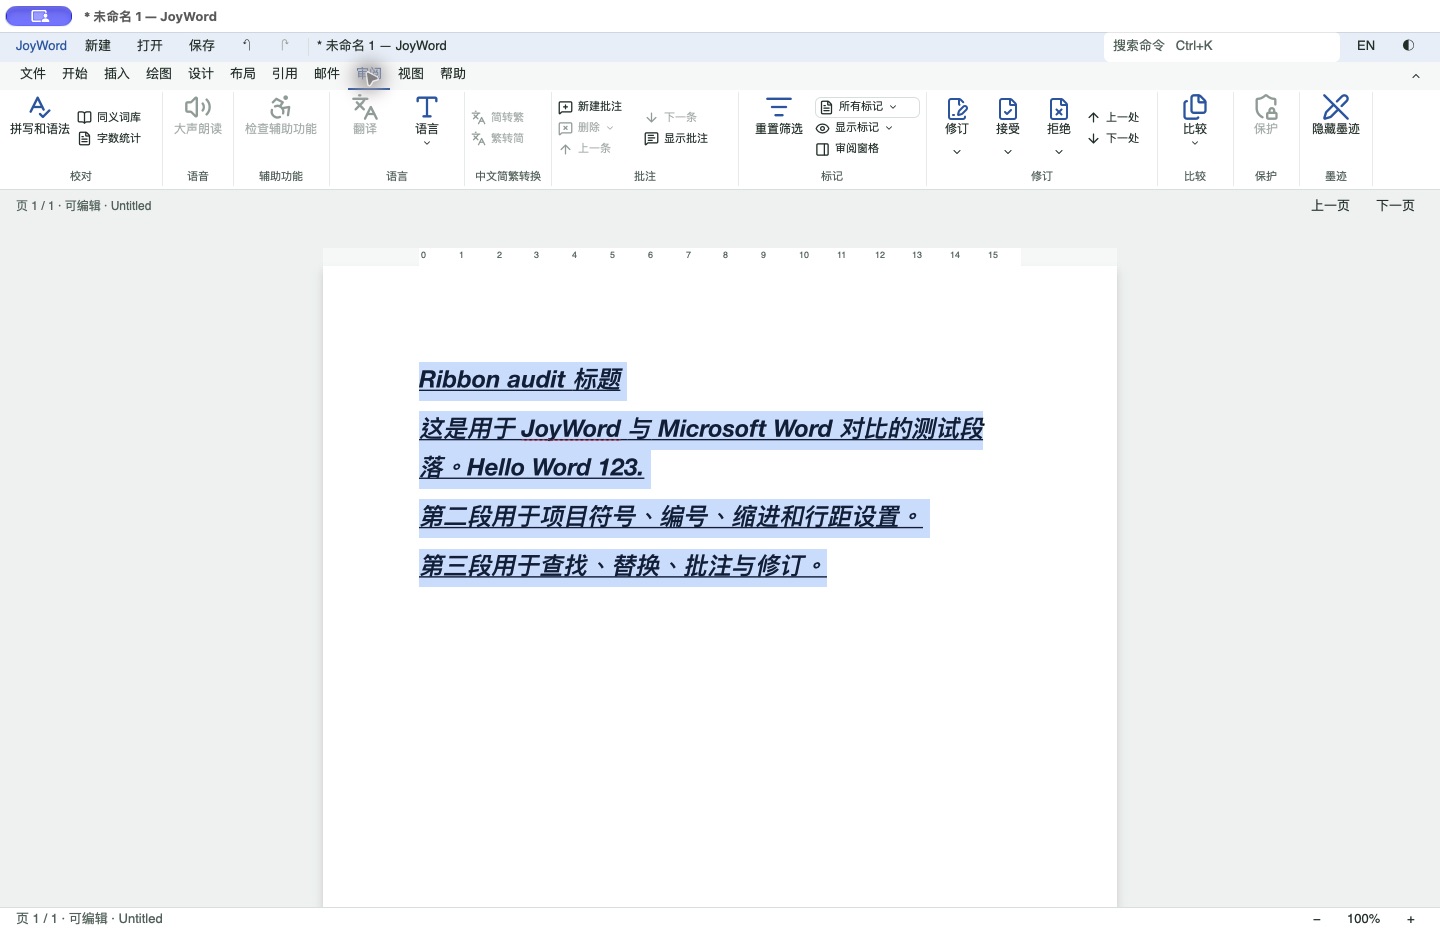 * 未命名 1 — JoyWord
JoyWord 新建 打开 保存 * 未命名 1 — JoyWord 搜索命令 Ctrl+K EN
文件 开始 插入 绘图 设计 布局 引用 邮件 审阅 视图 帮助
拼写和语法 同义词库 字数统计 大声朗读 检查辅助功能 翻译 语言 简转繁 繁转简 新建批注 删除 上一条 下一条 显示批注 重置筛选 所有标记 显示标记 审阅窗格 修订 接受 拒绝 上一处 下一处 比较 保护 隐藏墨迹
校对 语音 辅助功能 语言 中文简繁转换 批注 标记 修订 比较 保护 墨迹
页 1 / 1 · 可编辑 · Untitled 上一页 下一页
0 1 2 3 4 5 6 7 8 9 10 11 12 13 14 15
Ribbon audit 标题
这是用于 JoyWord 与 Microsoft Word 对比的测试段
落。Hello Word 123.
第二段用于项目符号、编号、缩进和行距设置。
第三段用于查找、替换、批注与修订。
页 1 / 1 · 可编辑 · Untitled − 100% +